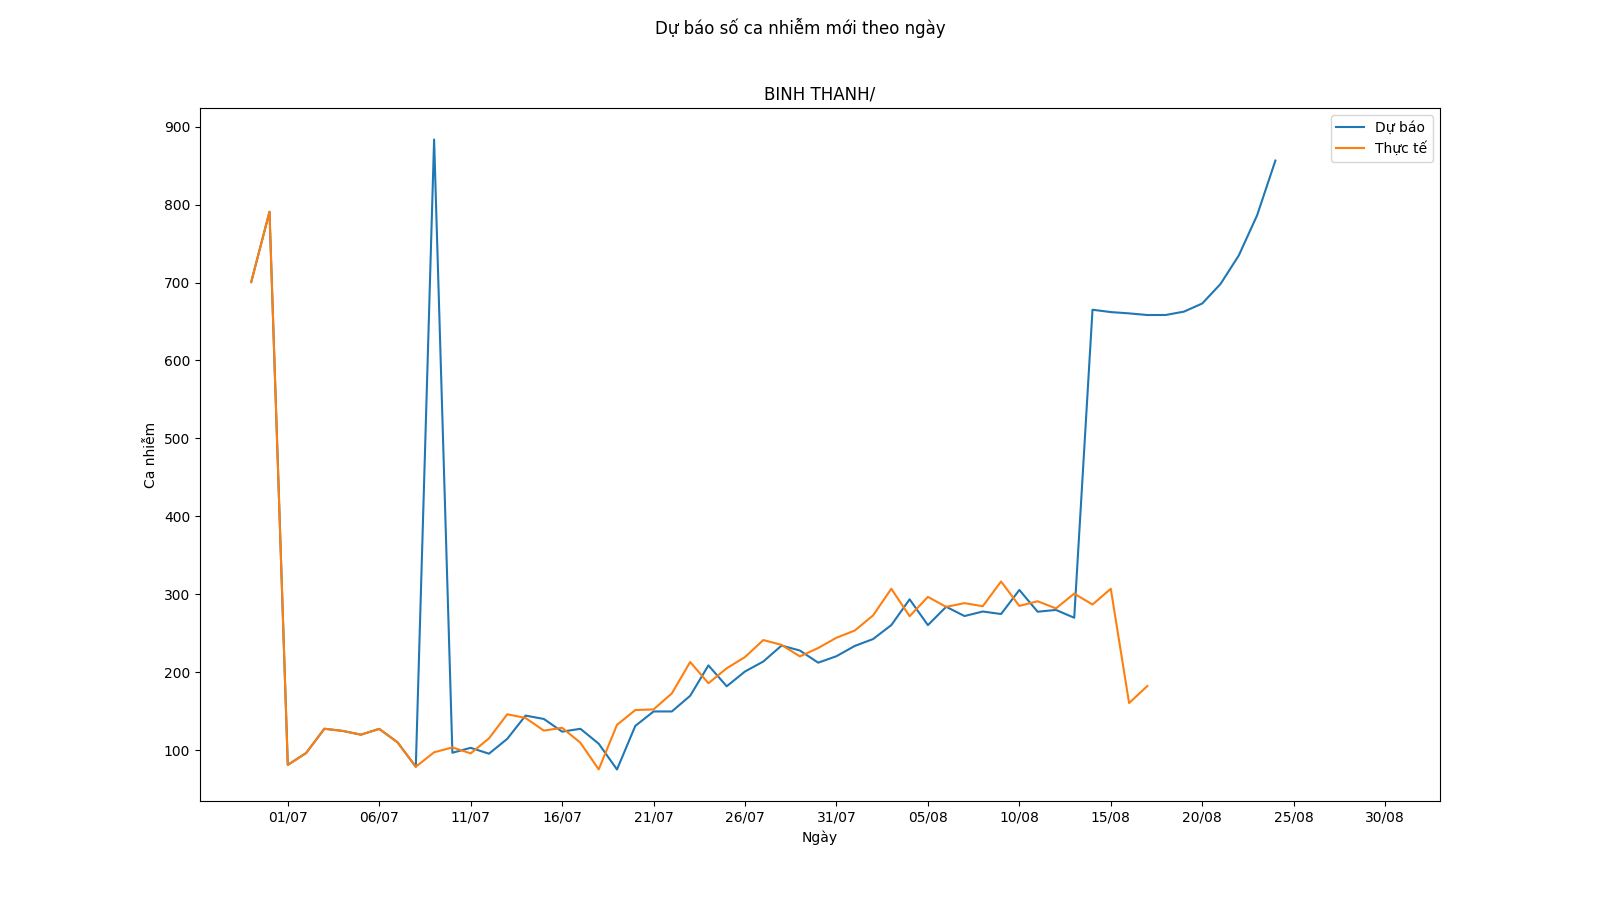 Dự báo số ca nhiễm mới theo ngày
BINH THANH/
Dự báo
Thực tế
900
800
700
600
500
400
300
200
100
Ca nhiễm
01/07 06/07 11/07 16/07 21/07 26/07 31/07 05/08 10/08 15/08 20/08 25/08 30/08
Ngày